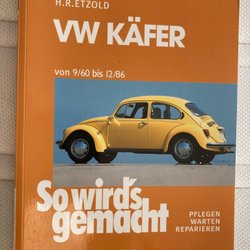 H.R.ETZOLD
VW KÄFER
von 9/60 bis 12/86
So wird's
gemacht
PFLEGEN
WARTEN
REPARIEREN